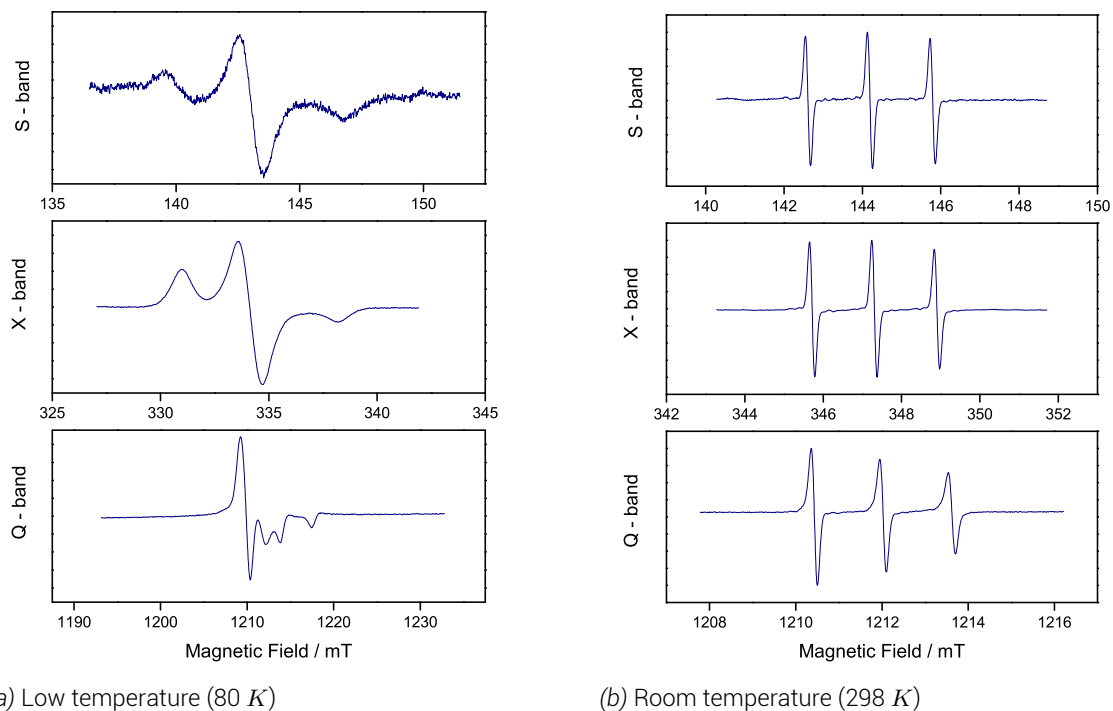 S - band
135 140 145 150
X - band
325 330 335 340 345
Q - band
1190 1200 1210 1220 1230
Magnetic Field / mT
a) Low temperature (80 K)
S - band
140 142 144 146 148 150
X - band
342 344 346 348 350 352
Q - band
1208 1210 1212 1214 1216
Magnetic Field / mT
(b) Room temperature (298 K)